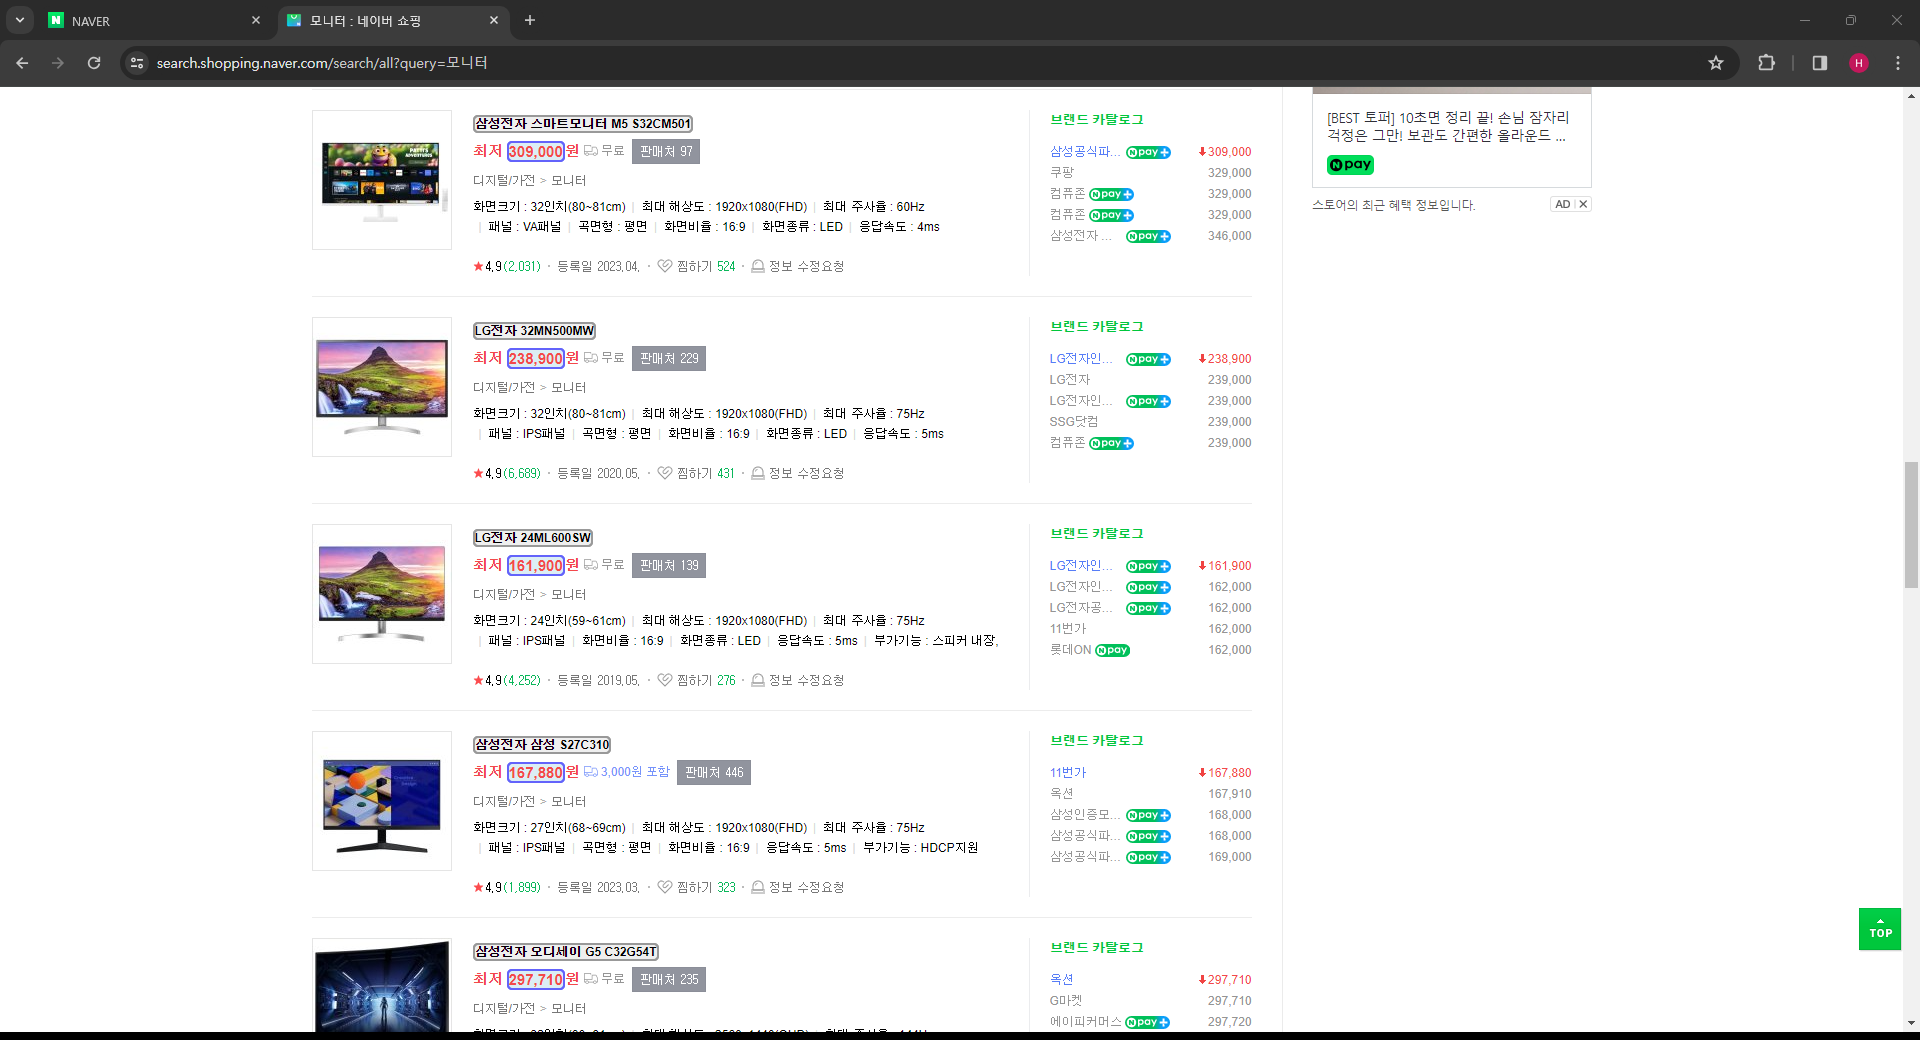 NAVER
모니터 : 네이버 쇼핑
search.shopping.naver.com/search/all?query=모니터
H
삼성전자 스마트모니터 M5 S32CM501
최저 309,000원 무료 판매처 97
디지털/가전 > 모니터
화면크기 : 32인치(80~81cm) | 최대 해상도 : 1920x1080(FHD) | 최대 주사율 : 60Hz
| 패널 : VA패널 | 곡면형 : 평면 | 화면비율 : 16:9 | 화면종류 : LED | 응답속도 : 4ms
★4.9(2,031) · 등록일 2023.04. · 찜하기 524 · 정보 수정요청
브랜드 카탈로그
삼성공식파... N pay+ 309,000
쿠팡 329,000
컴퓨존 N pay+ 329,000
컴퓨존 N pay+ 329,000
삼성전자 ... N pay+ 346,000
LG전자 32MN500MW
최저 238,900원 무료 판매처 229
디지털/가전 > 모니터
화면크기 : 32인치(80~81cm) | 최대 해상도 : 1920x1080(FHD) | 최대 주사율 : 75Hz
| 패널 : IPS패널 | 곡면형 : 평면 | 화면비율 : 16:9 | 화면종류 : LED | 응답속도 : 5ms
★4.9(6,689) · 등록일 2020.05. · 찜하기 431 · 정보 수정요청
브랜드 카탈로그
LG전자인... N pay+ 238,900
LG전자 239,000
LG전자인... N pay+ 239,000
SSG닷컴 239,000
컴퓨존 N pay+ 239,000
LG전자 24ML600SW
최저 161,900원 무료 판매처 139
디지털/가전 > 모니터
화면크기 : 24인치(59~61cm) | 최대 해상도 : 1920x1080(FHD) | 최대 주사율 : 75Hz
| 패널 : IPS패널 | 화면비율 : 16:9 | 화면종류 : LED | 응답속도 : 5ms | 부가기능 : 스피커 내장,
★4.9(4,252) · 등록일 2019.05. · 찜하기 276 · 정보 수정요청
브랜드 카탈로그
LG전자인... N pay+ 161,900
LG전자인... N pay+ 162,000
LG전자공... N pay+ 162,000
11번가 162,000
롯데ON N pay 162,000
삼성전자 삼성 S27C310
최저 167,880원 3,000원 포함 판매처 446
디지털/가전 > 모니터
화면크기 : 27인치(68~69cm) | 최대 해상도 : 1920x1080(FHD) | 최대 주사율 : 75Hz
| 패널 : IPS패널 | 곡면형 : 평면 | 화면비율 : 16:9 | 응답속도 : 5ms | 부가기능 : HDCP지원
★4.9(1,899) · 등록일 2023.03. · 찜하기 323 · 정보 수정요청
브랜드 카탈로그
11번가 167,880
옥션 167,910
삼성인증모... N pay+ 168,000
삼성공식파... N pay+ 168,000
삼성공식파... N pay+ 169,000
삼성전자 오디세이 G5 C32G54T
최저 297,710원 무료 판매처 235
디지털/가전 > 모니터
브랜드 카탈로그
옥션 297,710
G마켓 297,710
에이피커머스 N pay+ 297,720
[BEST 토퍼] 10초면 정리 끝! 손님 잠자리
걱정은 그만! 보관도 간편한 올라운드 ...
N pay
스토어의 최근 혜택 정보입니다.
AD
TOP